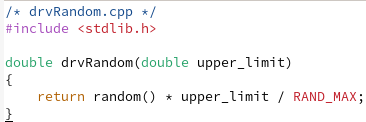 /* drvRandom.cpp */
#include <stdlib.h>
double drvRandom(double upper_limit)
{
    return random() * upper_limit / RAND_MAX;
}